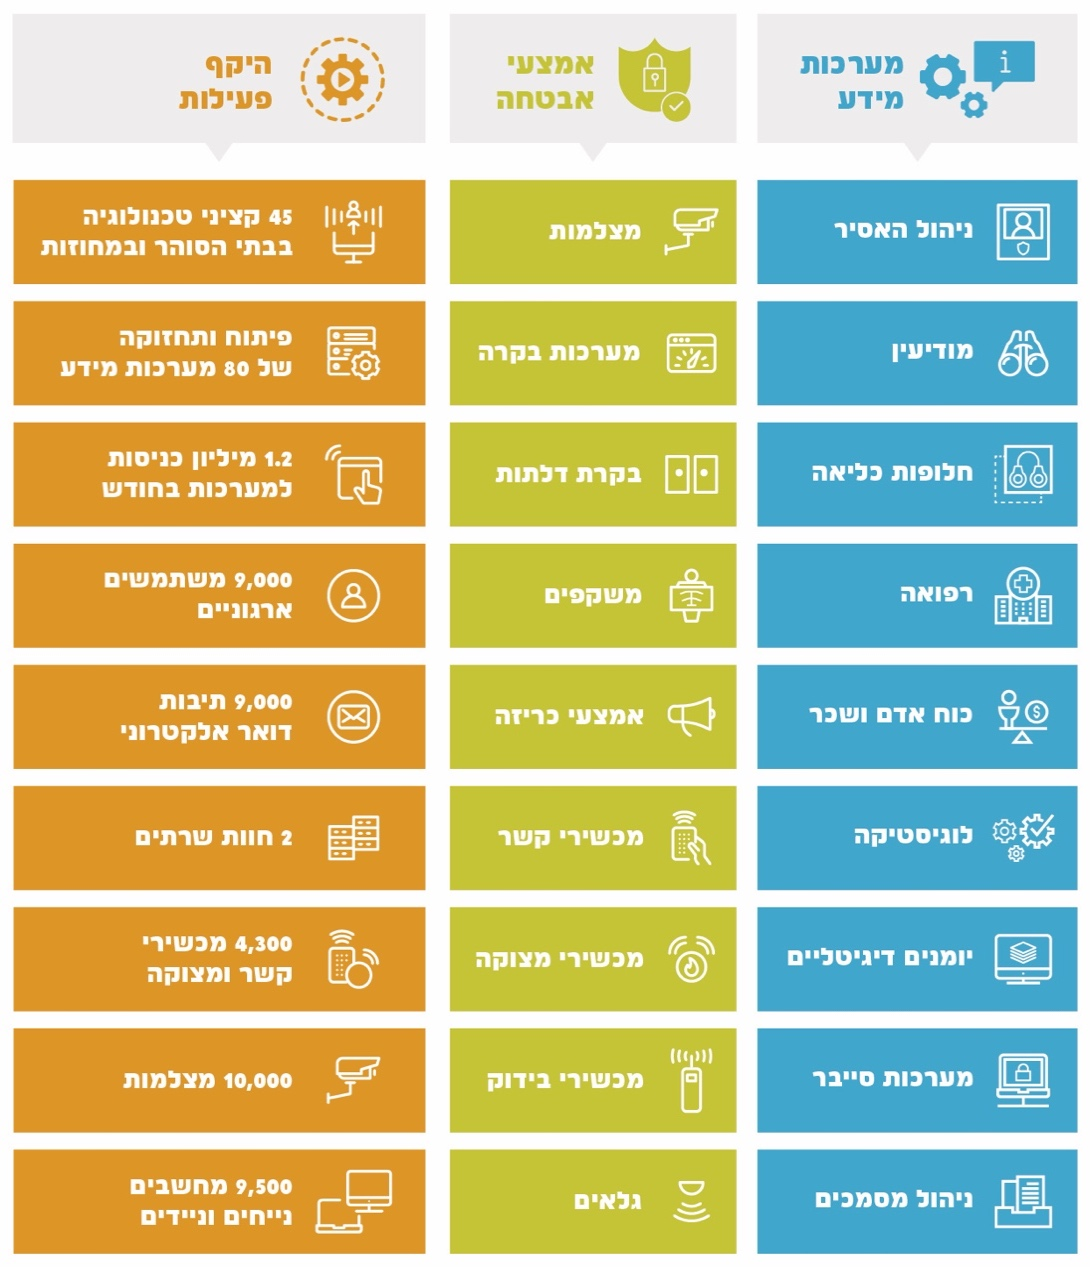 מערכות
מידע
ניהול האסיר
מודיעין
חלופות כליאה
רפואה
כוח אדם ושכר
לוגיסטיקה
יומנים דיגיטליים
מערכות סייבר
ניהול מסמכים
אמצעי
אבטחה
מצלמות
מערכות בקרה
בקרת דלתות
משקפים
אמצעי כריזה
מכשירי קשר
מכשירי מצוקה
מכשירי בידוק
גלאים
היקף
פעילות
45 קציני טכנולוגיה
בבתי הסוהר ובמחוזות
פיתוח ותחזוקה
של 80 מערכות מידע
1.2 מיליון כניסות
למערכות בחודש
9,000 משתמשים
ארגוניים
9,000 תיבות
דואר אלקטרוני
2 חוות שרתים
4,300 מכשירי
קשר ומצוקה
10,000 מצלמות
9,500 מחשבים
נייחים וניידים